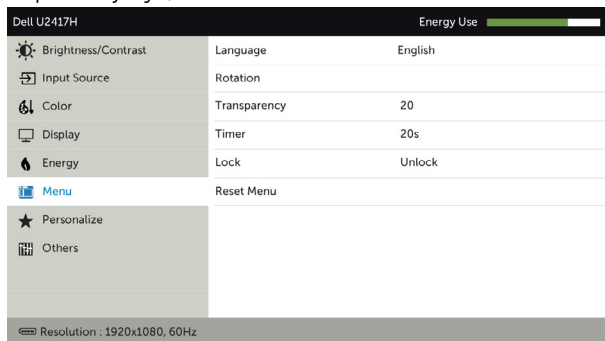 Dell U2417H Energy Use
Brightness/Contrast Language English
Input Source Rotation
Color Transparency 20
Display Timer 20s
Energy Lock Unlock
Menu Reset Menu
Personalize
Others
Resolution : 1920x1080, 60Hz